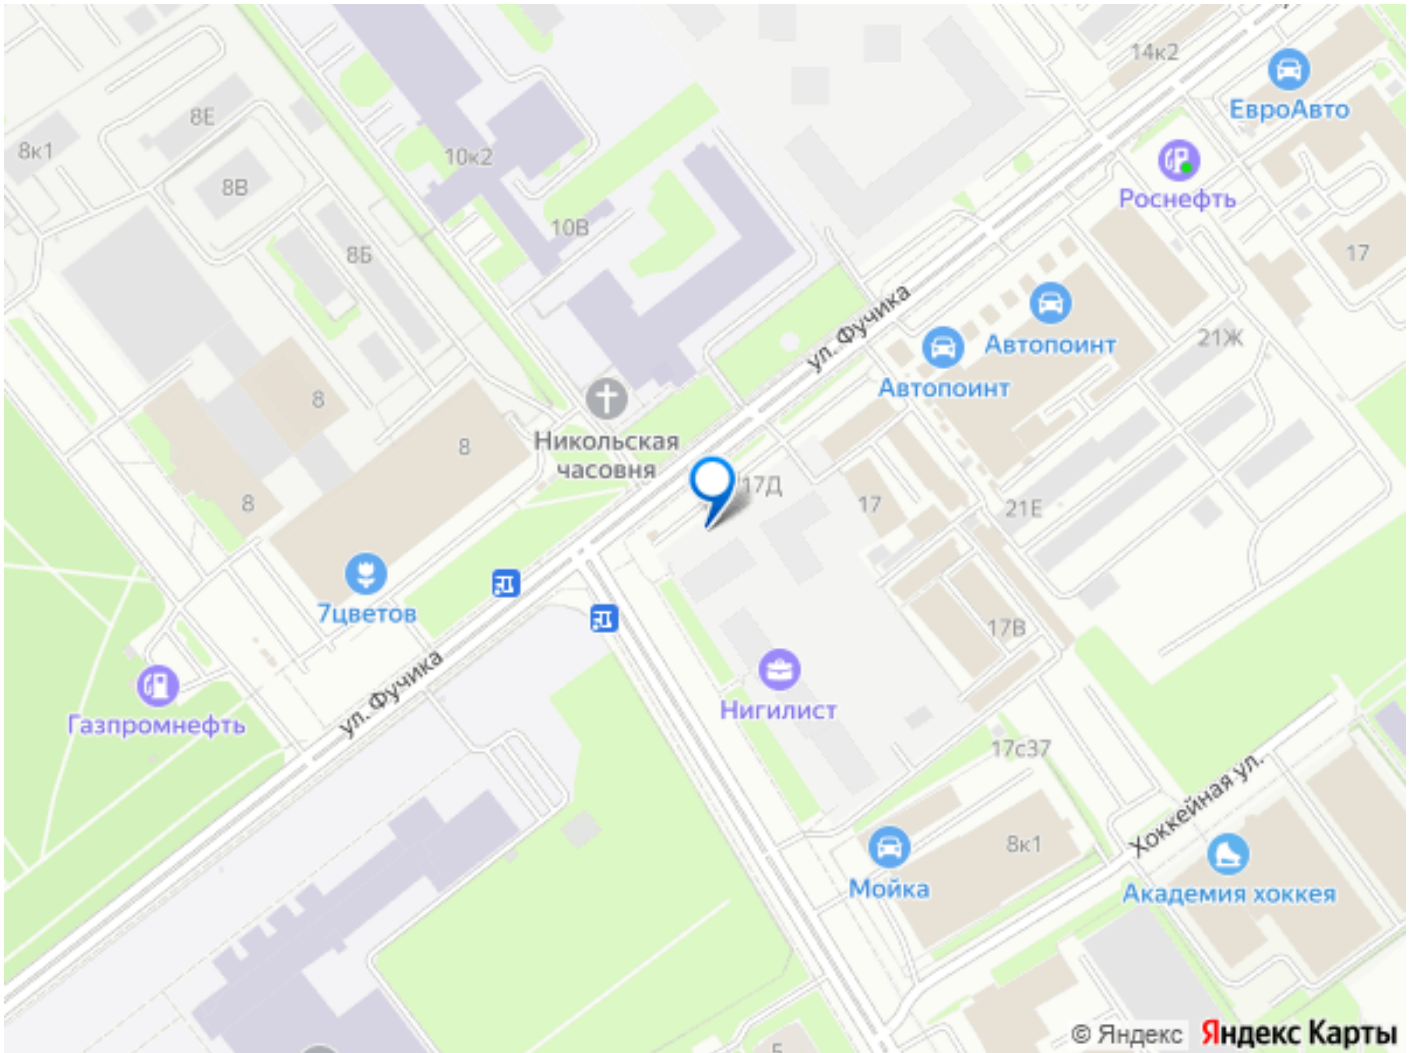 14к2
ЕвроАвто
8Е
8к1
10к2
8В
Роснефть
10В
8Б
17
ул. Фучика
21Ж
Автопоинт
Автопоинт
8
Никольская
часовня
8
17Д
8
17
21Е
7цветов
17В
ул. Фучика
Газпромнефть
Нигилист
17с37
Хоккейная ул.
8к1
Мойка
Академия хоккея
© Яндекс
Яндекс Карты